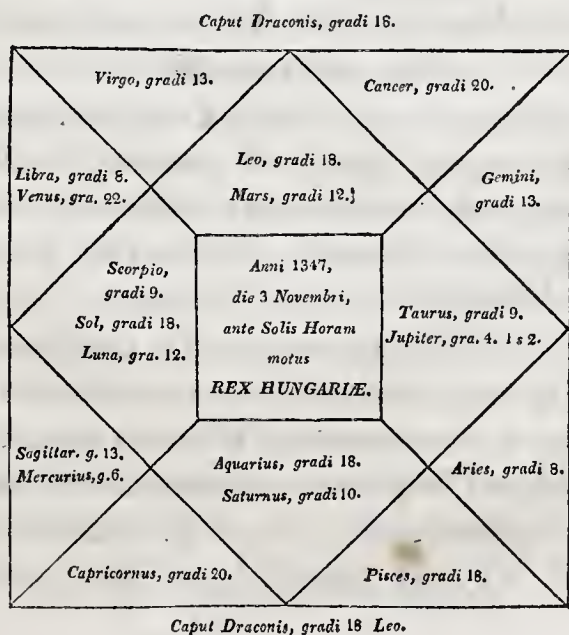 Caput Draconis, gradi 18.
Virgo, gradi 13.
Cancer, gradi 20.
Leo, gradi 18.
Mars, gradi 12.
Libra, gradi 8.
Venus, gra. 22.
Gemini,
gradi 13.
Scorpio,
gradi 9.
Sol, gradi 18.
Luna, gra. 12.
Anni 1347,
die 3 Novembri,
ante Solis Horam
motus
REX HUNGARIÆ.
Taurus, gradi 9.
Jupiter, gra. 4. 1 s 2.
Sagittar. g. 13.
Mercurius, g.6.
Aquarius, gradi 18.
Saturnus, gradi 10.
Aries, gradi 8.
Capricornus, gradi 20.
Pisces, gradi 18.
Caput Draconis, gradi 18 Leo.